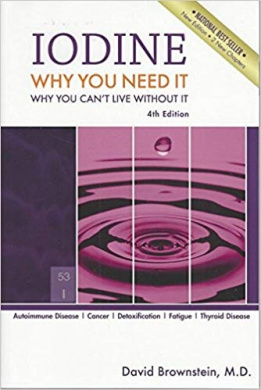 NATIONAL BEST SELLER
New Edition • 2 New Chapters
IODINE
WHY YOU NEED IT
WHY YOU CAN'T LIVE WITHOUT IT
4th Edition
53
I
Autoimmune Disease | Cancer | Detoxification | Fatigue | Thyroid Disease
David Brownstein, M.D.